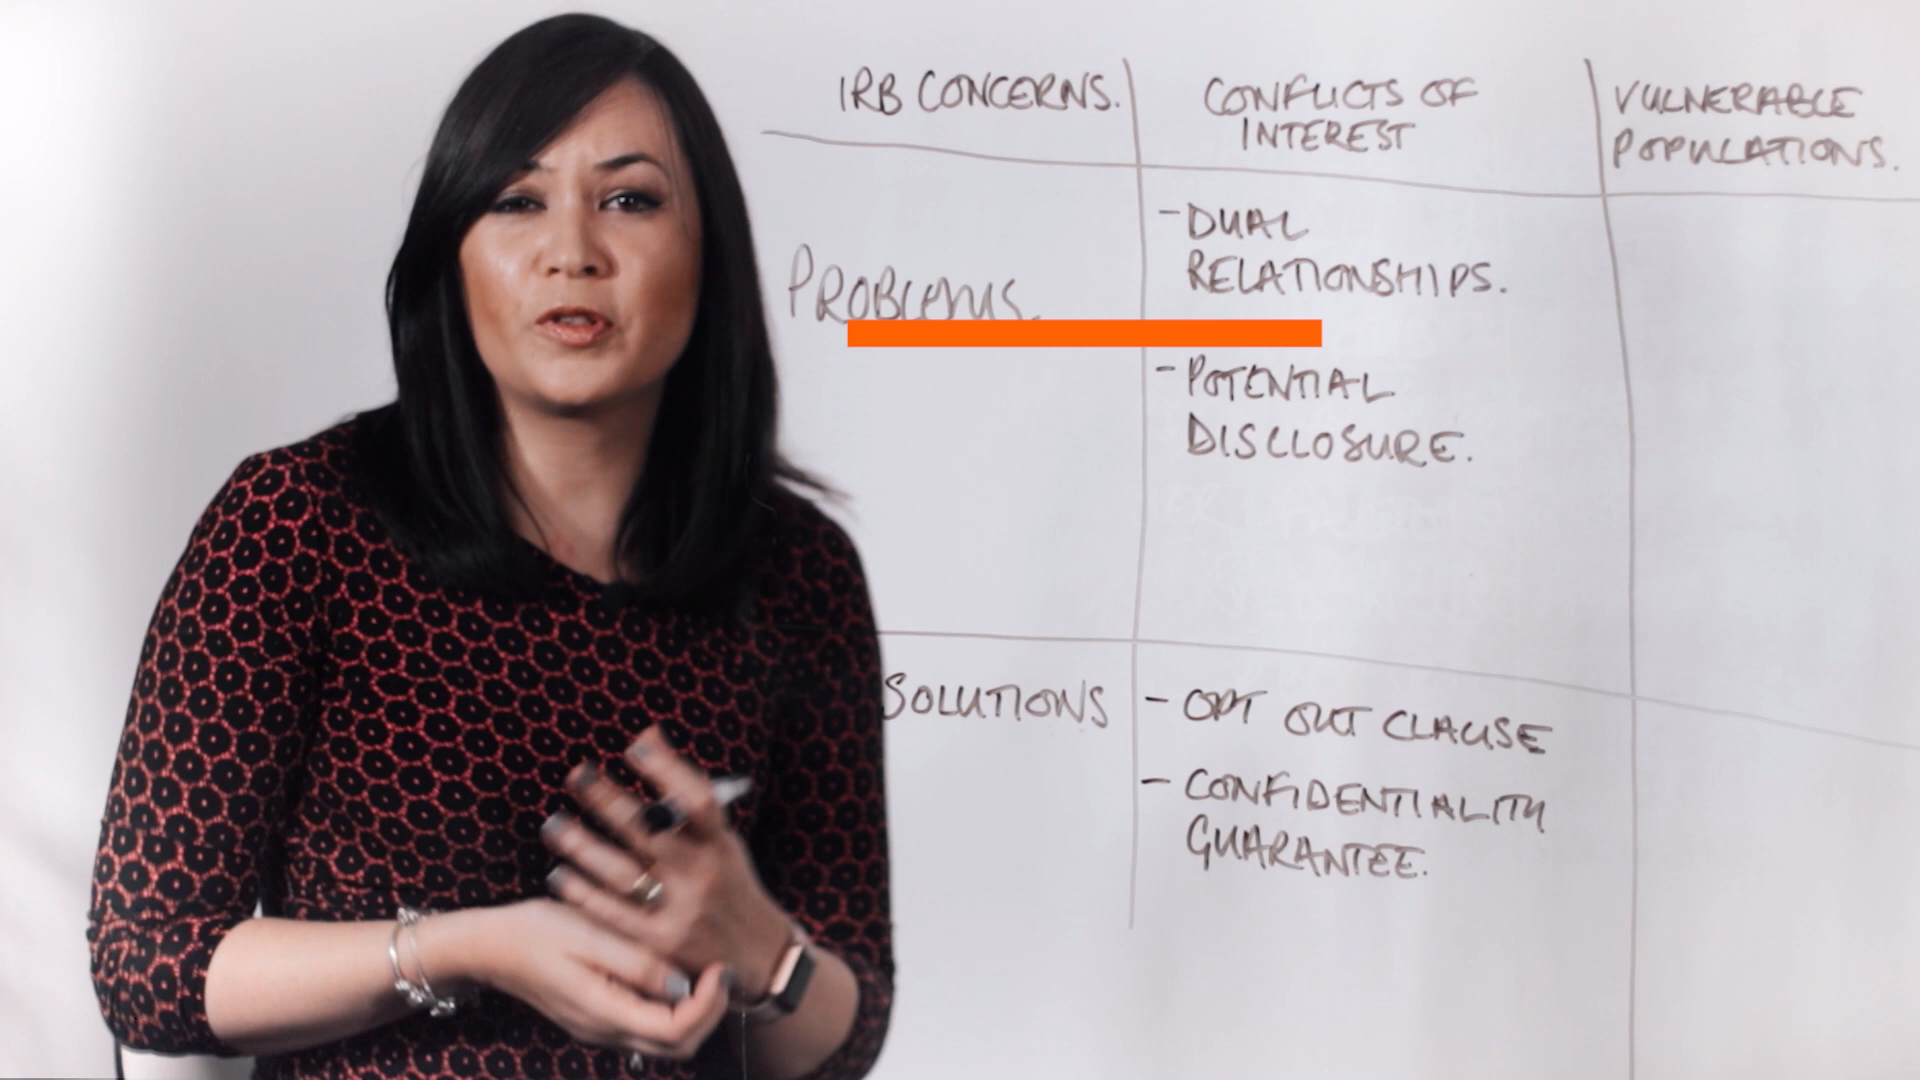 IRB CONCERNS.
CONFLICTS OF
INTEREST
VULNERABLE
POPULATIONS.
PROBLEMS.
- DUAL
RELATIONSHIPS.
- POTENTIAL
DISCLOSURE.
SOLUTIONS
- OPT OUT CLAUSE
- CONFIDENTIALITY
GUARANTEE.